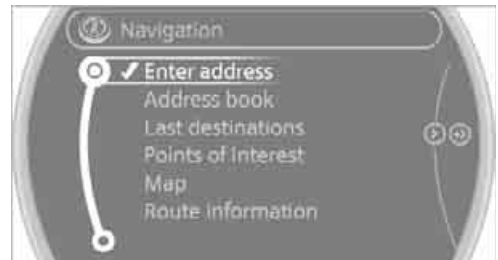 Navigation
Enter address
Address book
Last destinations
Points of Interest
Map
Route information